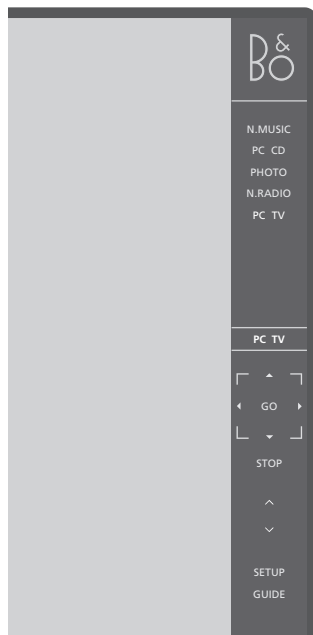 B&O
N.MUSIC
PC CD
PHOTO
N.RADIO
PC TV
PC TV
GO
STOP
SETUP
GUIDE